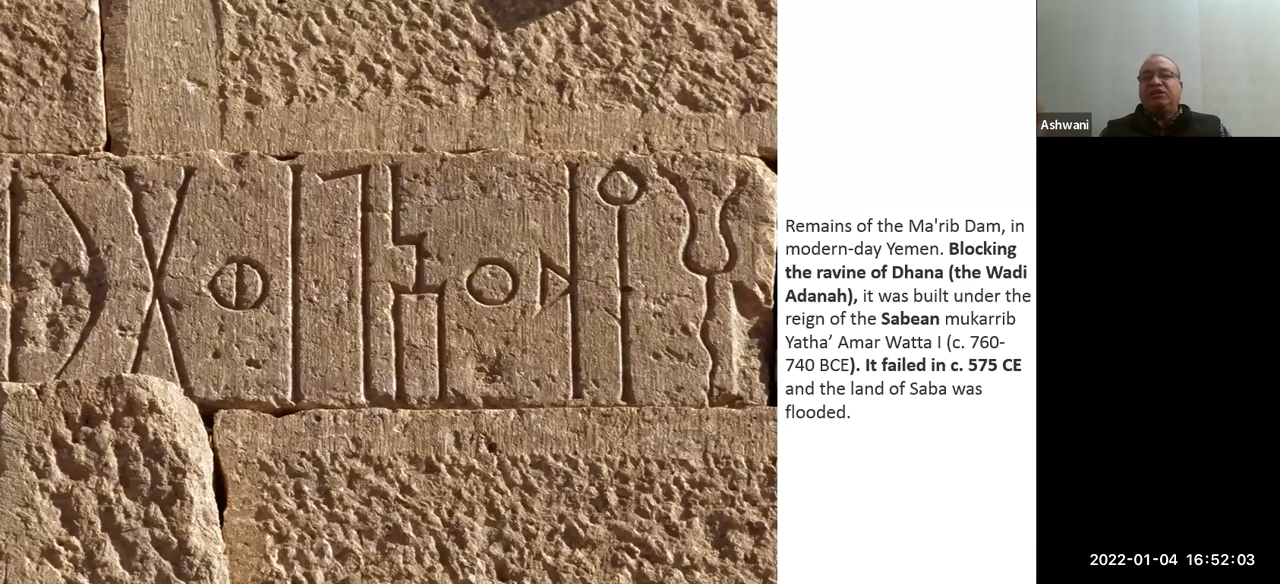 Ashwani
Remains of the Ma'rib Dam, in
modern-day Yemen. Blocking
the ravine of Dhana (the Wadi
Adanah), it was built under the
reign of the Sabean mukarrib
Yatha’ Amar Watta I (c. 760-
740 BCE). It failed in c. 575 CE
and the land of Saba was
flooded.
2022-01-04 16:52:03